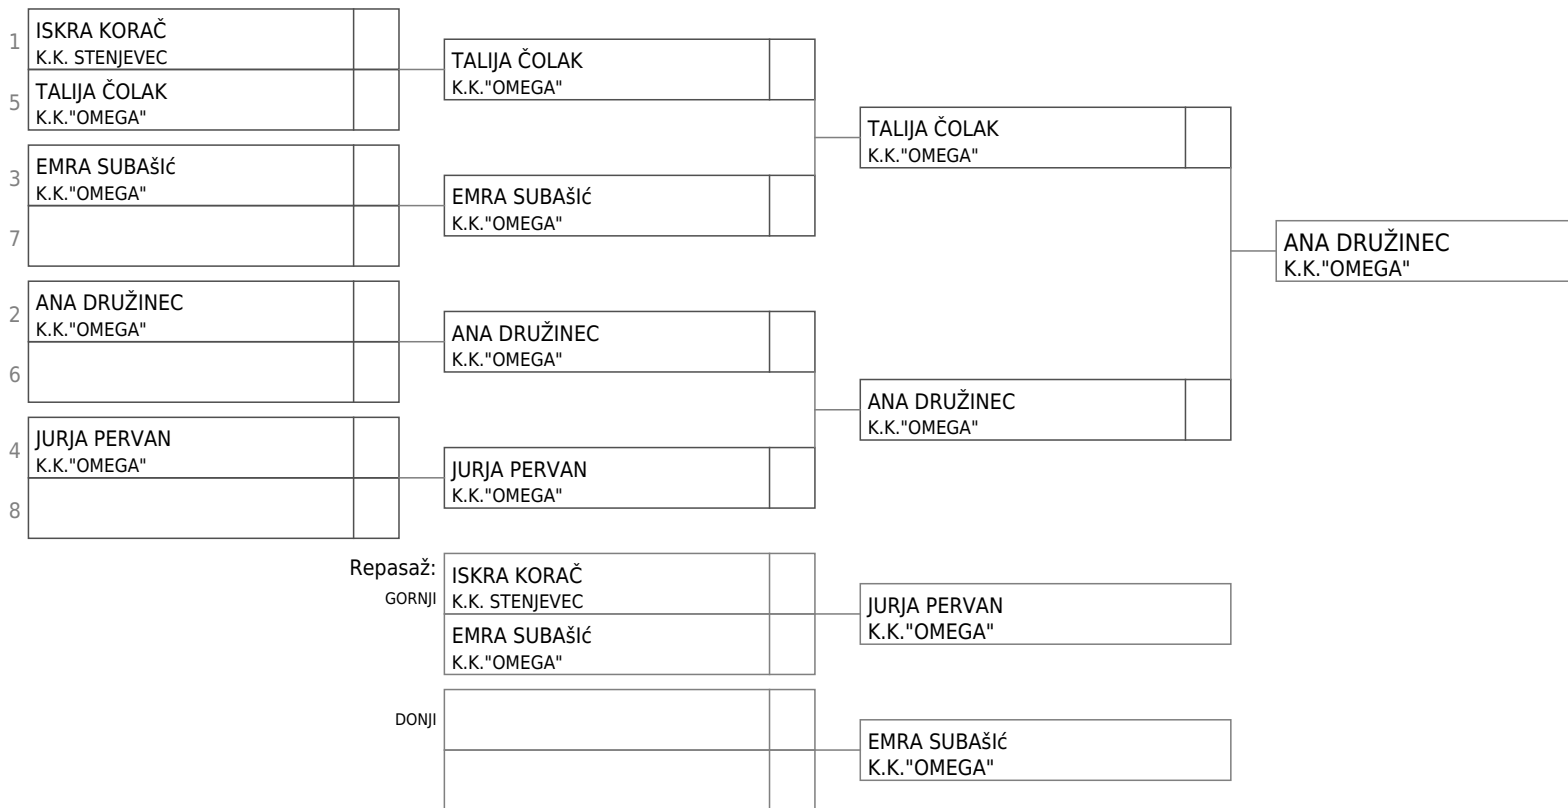 1
ISKRA KORAČ
K.K. STENJEVEC
5
TALIJA ČOLAK
K.K."OMEGA"
3
EMRA SUBAšIć
K.K."OMEGA"
7
2
ANA DRUŽINEC
K.K."OMEGA"
6
4
JURJA PERVAN
K.K."OMEGA"
8
TALIJA ČOLAK
K.K."OMEGA"
EMRA SUBAšIć
K.K."OMEGA"
ANA DRUŽINEC
K.K."OMEGA"
JURJA PERVAN
K.K."OMEGA"
TALIJA ČOLAK
K.K."OMEGA"
ANA DRUŽINEC
K.K."OMEGA"
ANA DRUŽINEC
K.K."OMEGA"
Repasaž:
GORNJI
ISKRA KORAČ
K.K. STENJEVEC
EMRA SUBAšIć
K.K."OMEGA"
JURJA PERVAN
K.K."OMEGA"
DONJI
EMRA SUBAšIć
K.K."OMEGA"